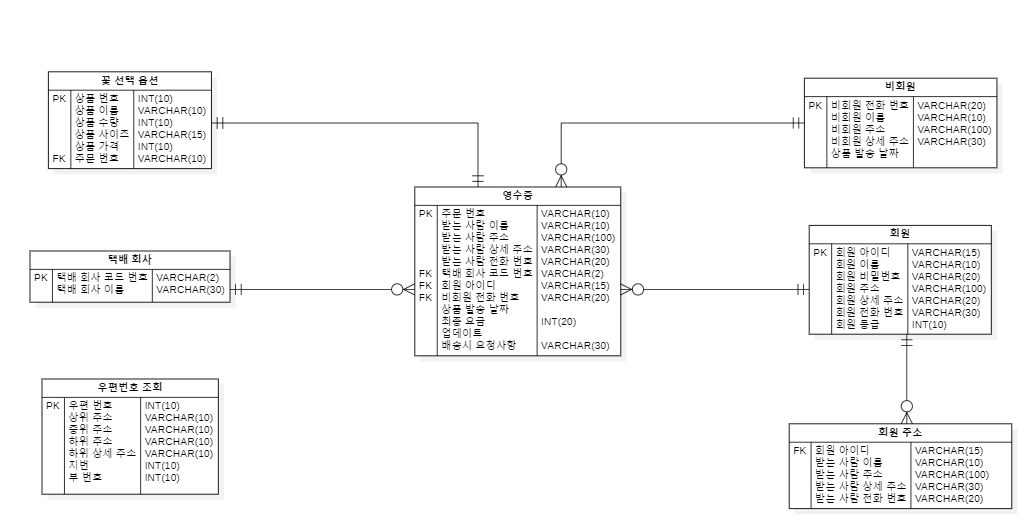 꽃 선택 옵션
PK 상품 번호 INT(10)
상품 이름 VARCHAR(10)
상품 수량 INT(10)
상품 사이즈 VARCHAR(15)
상품 가격 INT(10)
FK 주문 번호 VARCHAR(10)
비회원
PK 비회원 전화 번호 VARCHAR(20)
비회원 이름 VARCHAR(10)
비회원 주소 VARCHAR(100)
비회원 상세 주소 VARCHAR(30)
상품 발송 날짜
영수증
PK 주문 번호 VARCHAR(10)
받는 사람 이름 VARCHAR(10)
받는 사람 주소 VARCHAR(100)
받는 사람 상세 주소 VARCHAR(30)
받는 사람 전화 번호 VARCHAR(20)
FK 택배 회사 코드 번호 VARCHAR(2)
FK 회원 아이디 VARCHAR(15)
FK 비회원 전화 번호 VARCHAR(20)
상품 발송 날짜
최종 요금 INT(20)
업데이트
배송시 요청사항 VARCHAR(30)
택배 회사
PK 택배 회사 코드 번호 VARCHAR(2)
택배 회사 이름 VARCHAR(30)
회원
PK 회원 아이디 VARCHAR(15)
회원 이름 VARCHAR(10)
회원 비밀번호 VARCHAR(20)
회원 주소 VARCHAR(100)
회원 상세 주소 VARCHAR(20)
회원 전화 번호 VARCHAR(30)
회원 등급 INT(10)
우편번호 조회
PK 우편 번호 INT(10)
상위 주소 VARCHAR(10)
중위 주소 VARCHAR(10)
하위 주소 VARCHAR(10)
하위 상세 주소 VARCHAR(10)
지번 INT(10)
부 번호 INT(10)
회원 주소
FK 회원 아이디 VARCHAR(15)
받는 사람 이름 VARCHAR(10)
받는 사람 주소 VARCHAR(100)
받는 사람 상세 주소 VARCHAR(30)
받는 사람 전화 번호 VARCHAR(20)